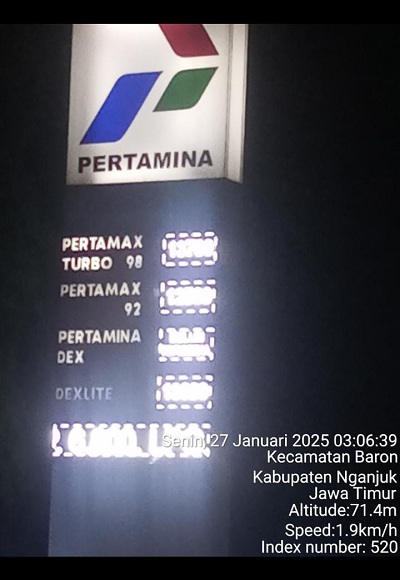 PERTAMINA
PERTAMAX
TURBO 98
PERTAMAX
92
PERTAMINA
DEX
DEXLITE
Senin, 27 Januari 2025 03:06:39
Kecamatan Baron
Kabupaten Nganjuk
Jawa Timur
Altitude:71.4m
Speed:1.9km/h
Index number: 520